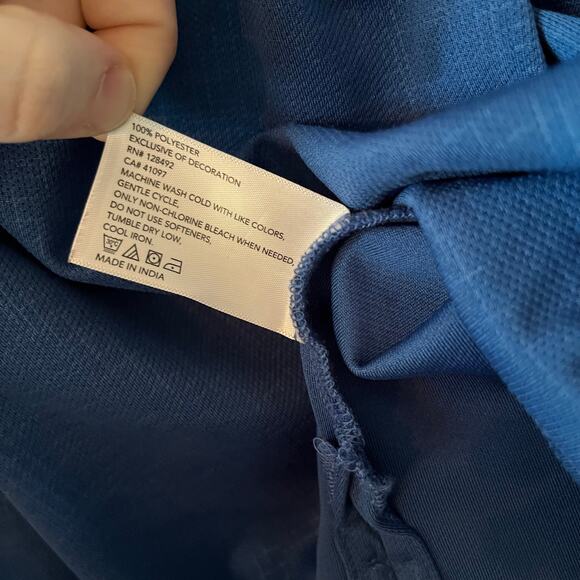 100% POLYESTER
EXCLUSIVE OF DECORATION
RN# 128492
CA# 41097
MACHINE WASH COLD WITH LIKE COLORS,
GENTLE CYCLE.
ONLY NON-CHLORINE BLEACH WHEN NEEDED,
DO NOT USE SOFTENERS.
TUMBLE DRY LOW.
COOL IRON.
30C
MADE IN INDIA